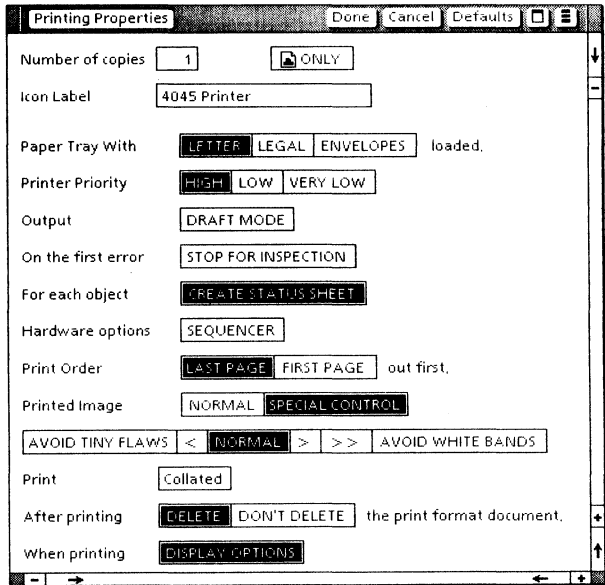 Printing Properties Done Cancel Defaults
Number of copies 1 ONLY
Icon Label 4045 Printer
Paper Tray With LETTER LEGAL ENVELOPES loaded.
Printer Priority HIGH LOW VERY LOW
Output DRAFT MODE
On the first error STOP FOR INSPECTION
For each object CREATE STATUS SHEET
Hardware options SEQUENCER
Print Order LAST PAGE FIRST PAGE out first.
Printed Image NORMAL SPECIAL CONTROL
AVOID TINY FLAWS < NORMAL > >> AVOID WHITE BANDS
Print Collated
After printing DELETE DON'T DELETE the print format document.
When printing DISPLAY OPTIONS